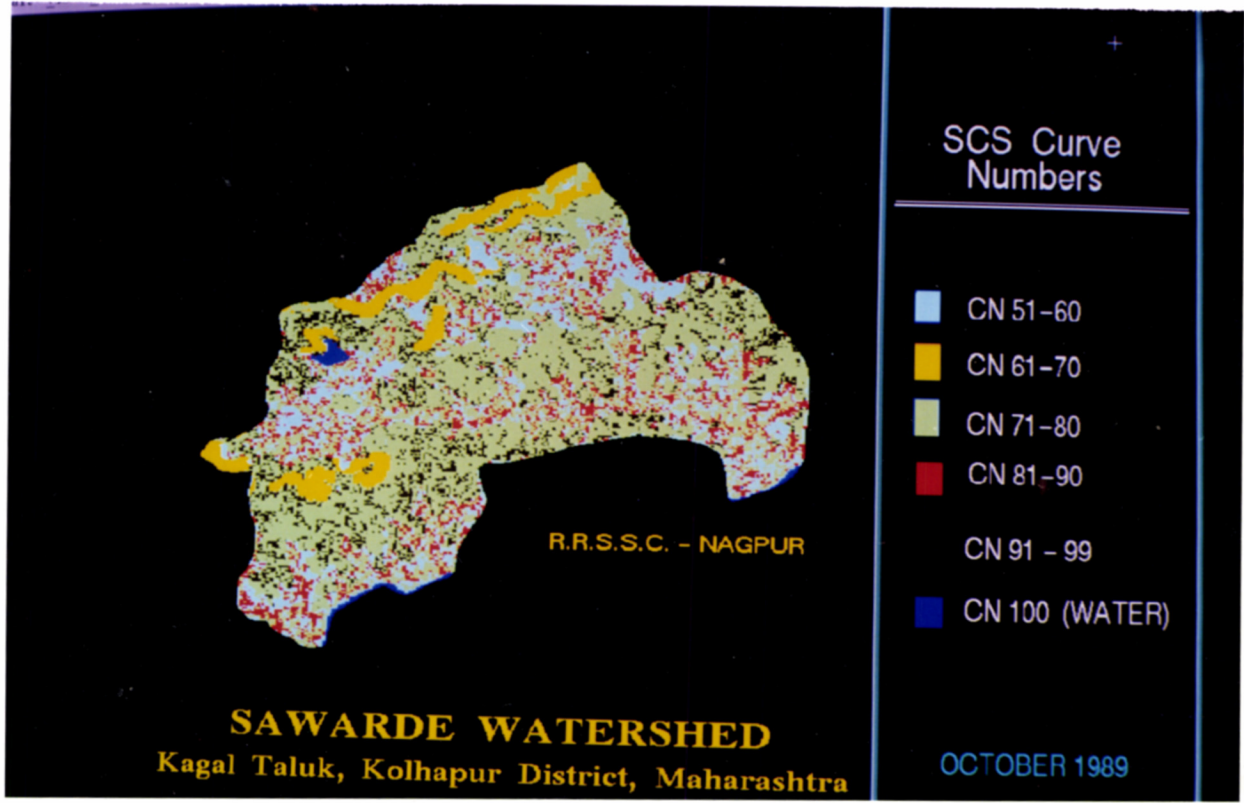 SCS Curve
Numbers
CN 51-60
CN 61-70
CN 71-80
CN 81-90
CN 91 - 99
CN 100 (WATER)
R.R.S.S.C. - NAGPUR
SAWARDE WATERSHED
Kagal Taluk, Kolhapur District, Maharashtra
OCTOBER 1989